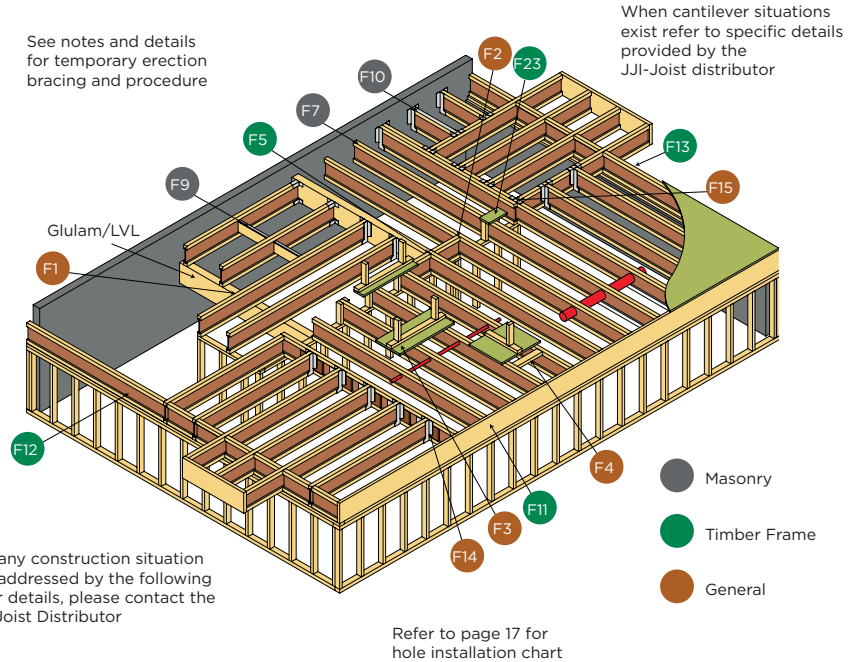 When cantilever situations
exist refer to specific details
provided by the
JJI-Joist distributor
See notes and details
for temporary erection
bracing and procedure
F2
F23
F10
F7
F5
F13
F15
F9
Glulam/LVL
F1
F12
F4
F11
F3
F14
Masonry
Timber Frame
General
any construction situation
addressed by the following
details, please contact the
Joist Distributor
Refer to page 17 for
hole installation chart